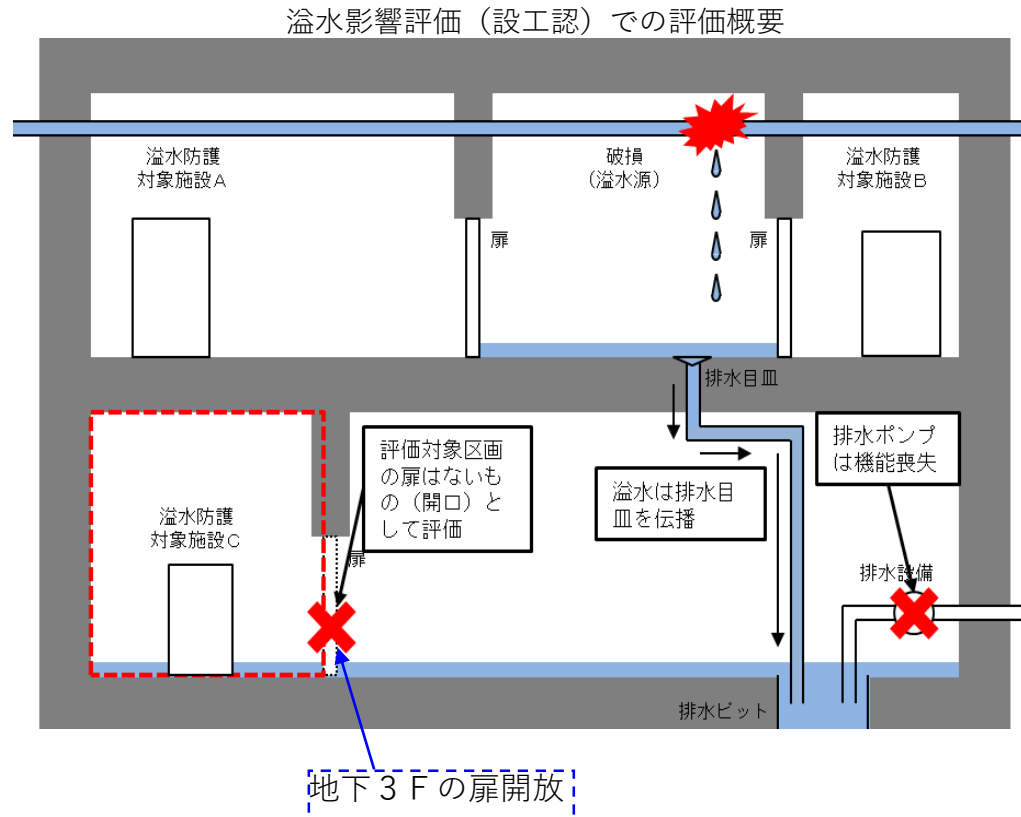 溢水影響評価（設工認）での評価概要
溢水防護
対象施設A
破損
（溢水源）
溢水防護
対象施設B
扉
扉
排水目皿
評価対象区画
の扉はないも
の（開口）と
して評価
溢水は排水目
皿を伝播
排水ポンプ
は機能喪失
溢水防護
対象施設C
扉
排水設備
排水ピット
地下３Ｆの扉開放